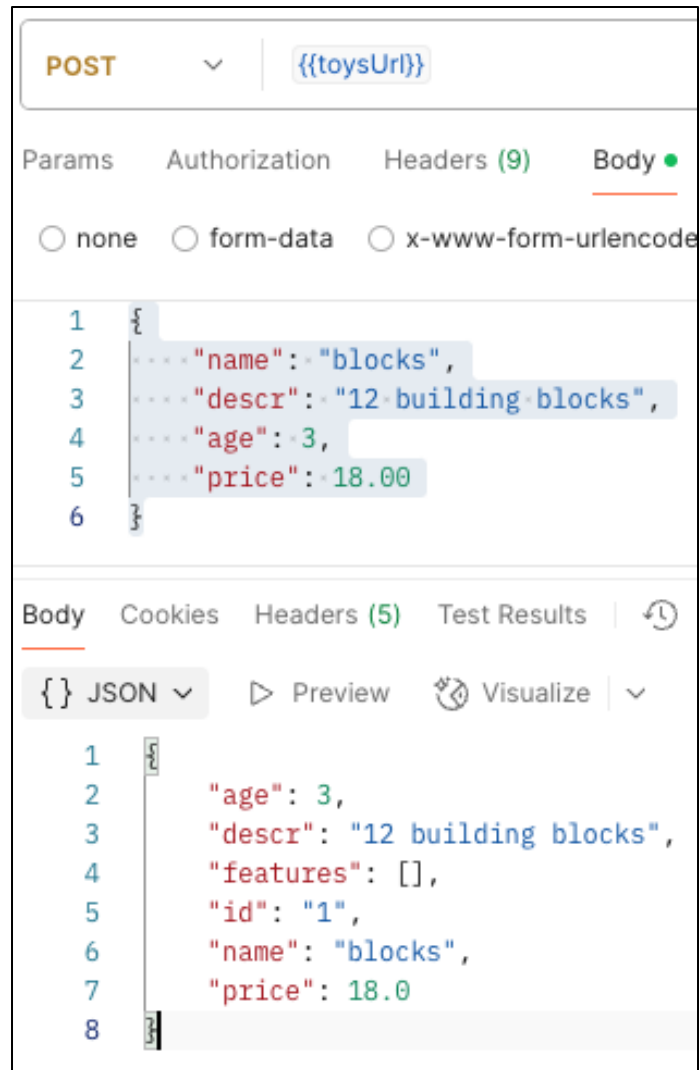 POST {{toysUrl}}
Params Authorization Headers (9) Body
none form-data x-www-form-urlencode
1 {
2 "name": "blocks",
3 "descr": "12 building blocks",
4 "age": 3,
5 "price": 18.00
6 }
Body Cookies Headers (5) Test Results
{} JSON Preview Visualize
1 {
2 "age": 3,
3 "descr": "12 building blocks",
4 "features": [],
5 "id": "1",
6 "name": "blocks",
7 "price": 18.0
8 }